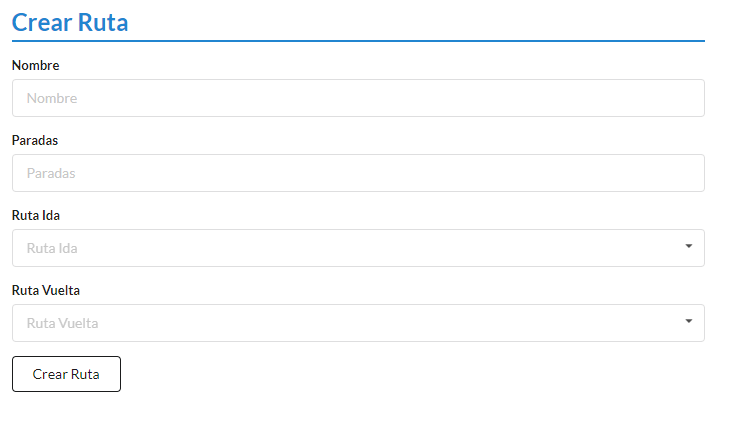 Crear Ruta
Nombre
Nombre
Paradas
Paradas
Ruta Ida
Ruta Ida
Ruta Vuelta
Ruta Vuelta
Crear Ruta